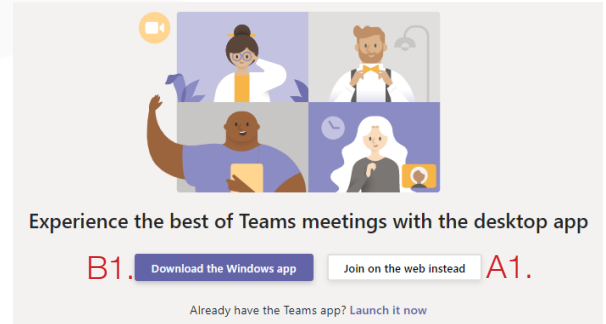 Experience the best of Teams meetings with the desktop app
B1. Download the Windows app Join on the web instead A1.
Already have the Teams app? Launch it now